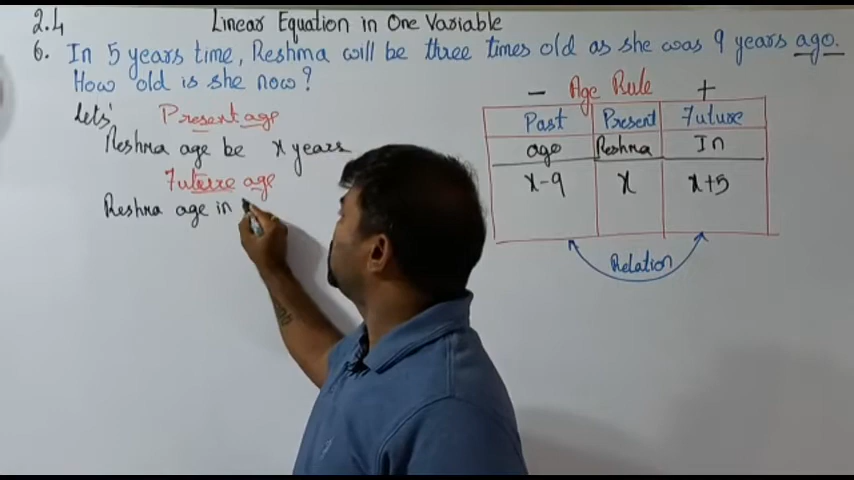 2.4 Linear Equation in One Variable
6. In 5 years time, Reshma will be three times old as she was 9 years ago.
How old is she now?
Lets'
Present age
Reshma age be x years
Future age
Reshma age in
- Age Rule +
Past Present Future
ago Reshma In
x-9 x x+5
Relation